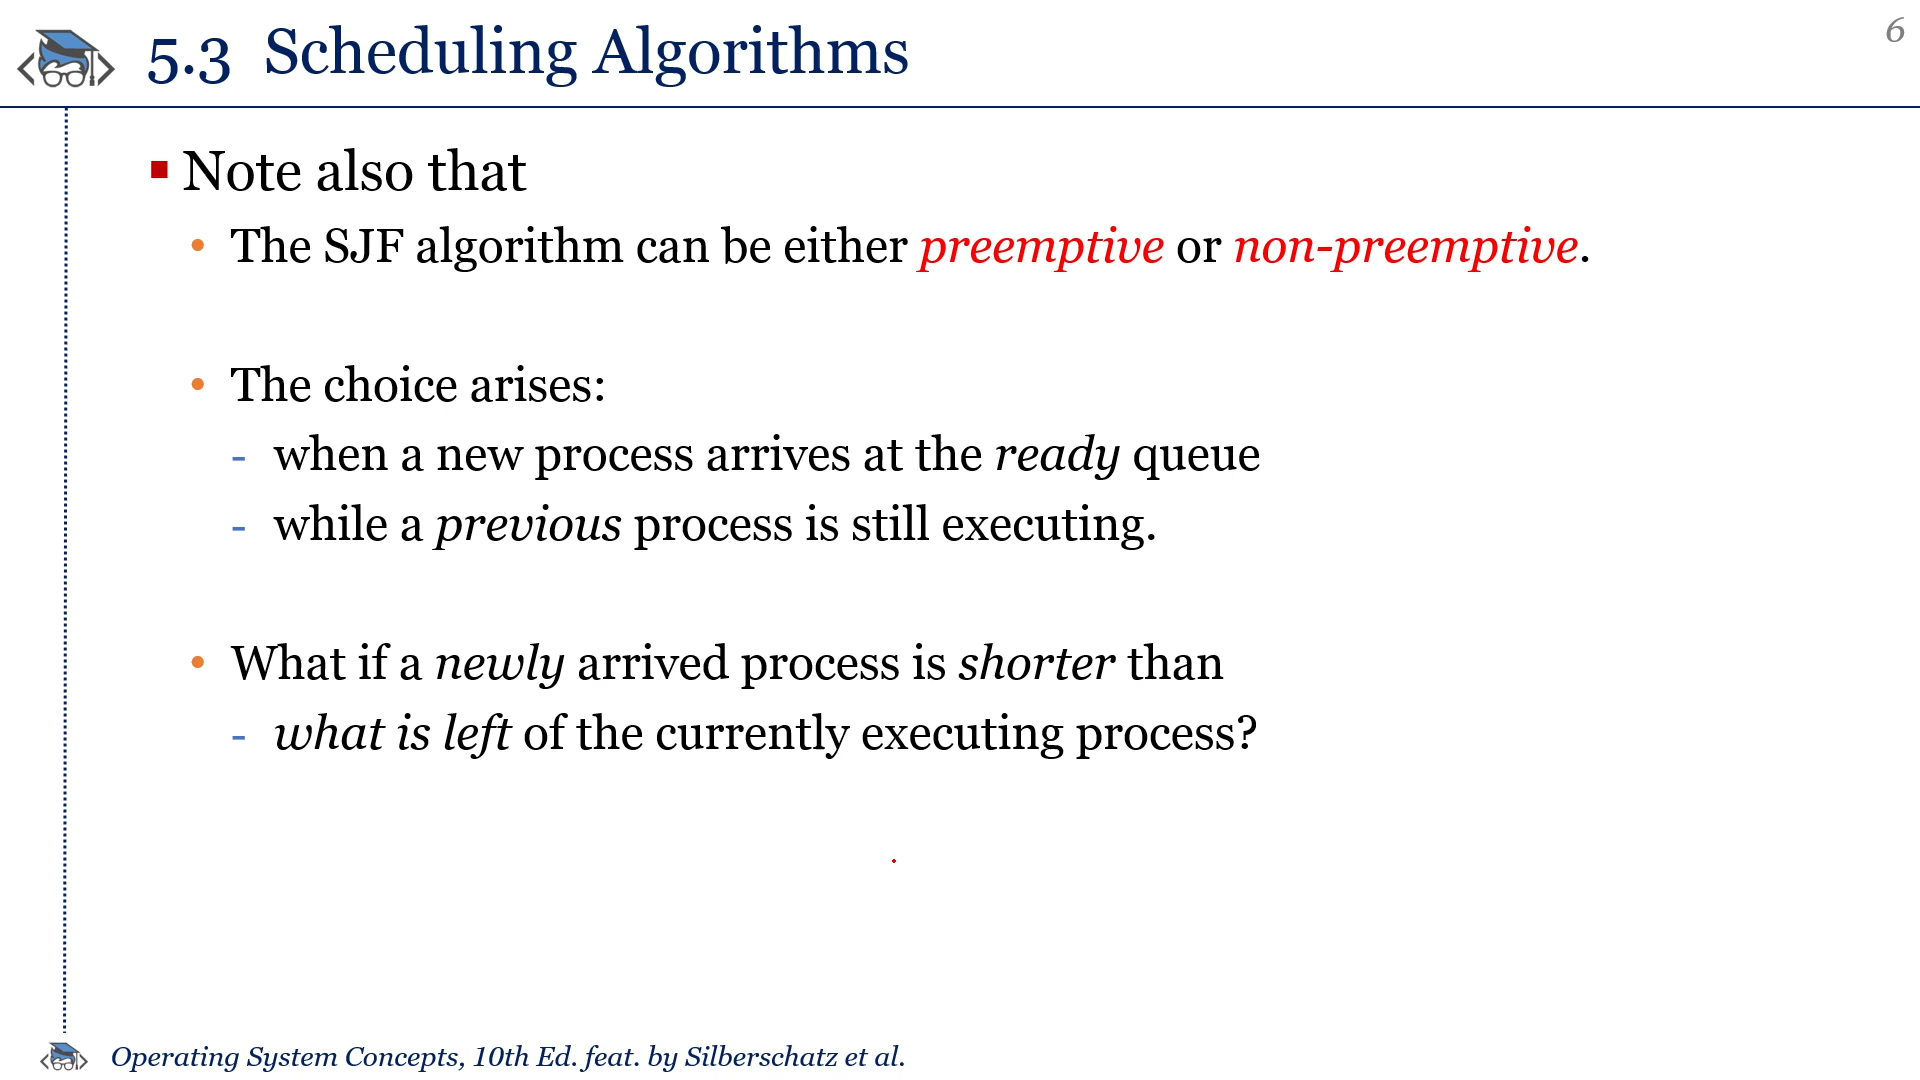 5.3 Scheduling Algorithms
6
Note also that
The SJF algorithm can be either preemptive or non-preemptive.
The choice arises:
- when a new process arrives at the ready queue
- while a previous process is still executing.
What if a newly arrived process is shorter than
- what is left of the currently executing process?
Operating System Concepts, 10th Ed. feat. by Silberschatz et al.